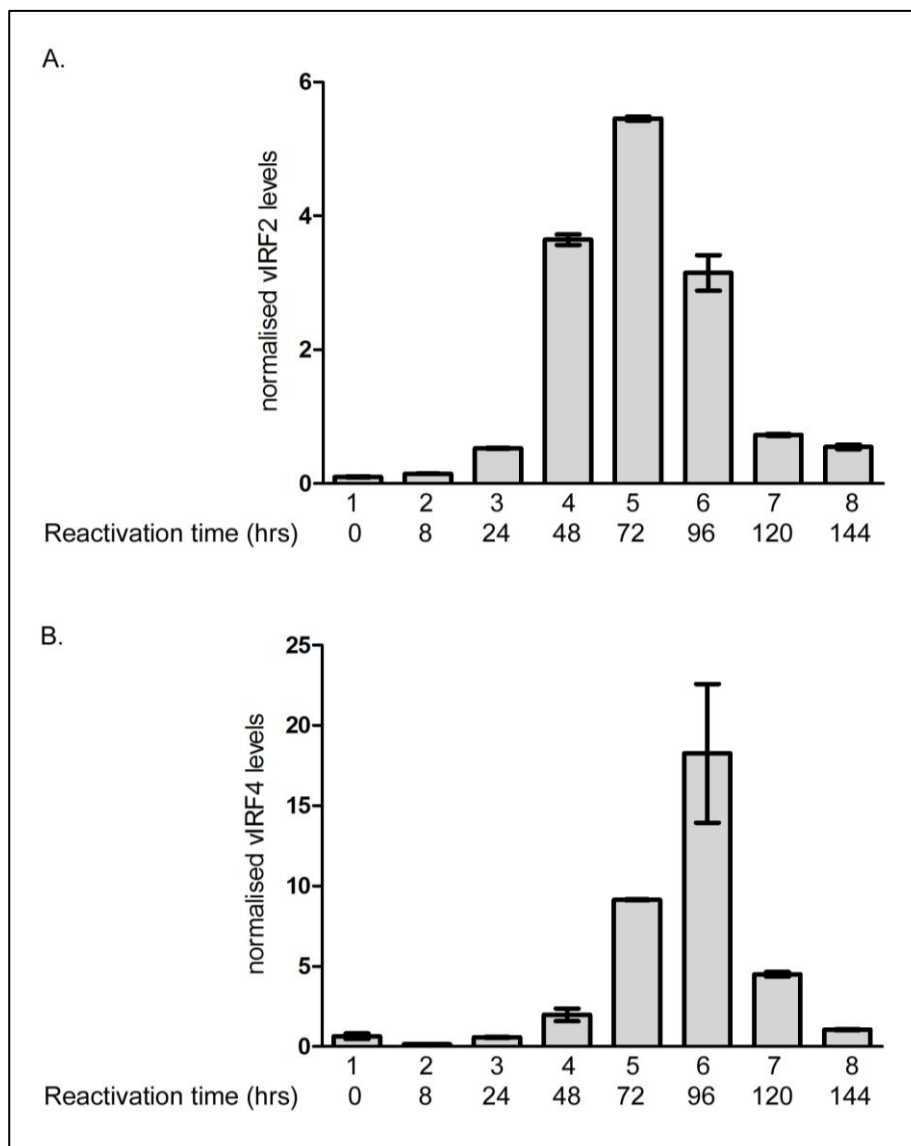 A.
normalised vIRF2 levels
6
4
2
0
1 2 3 4 5 6 7 8
Reactivation time (hrs) 0 8 24 48 72 96 120 144
B.
normalised vIRF4 levels
25
20
15
10
5
0
1 2 3 4 5 6 7 8
Reactivation time (hrs) 0 8 24 48 72 96 120 144